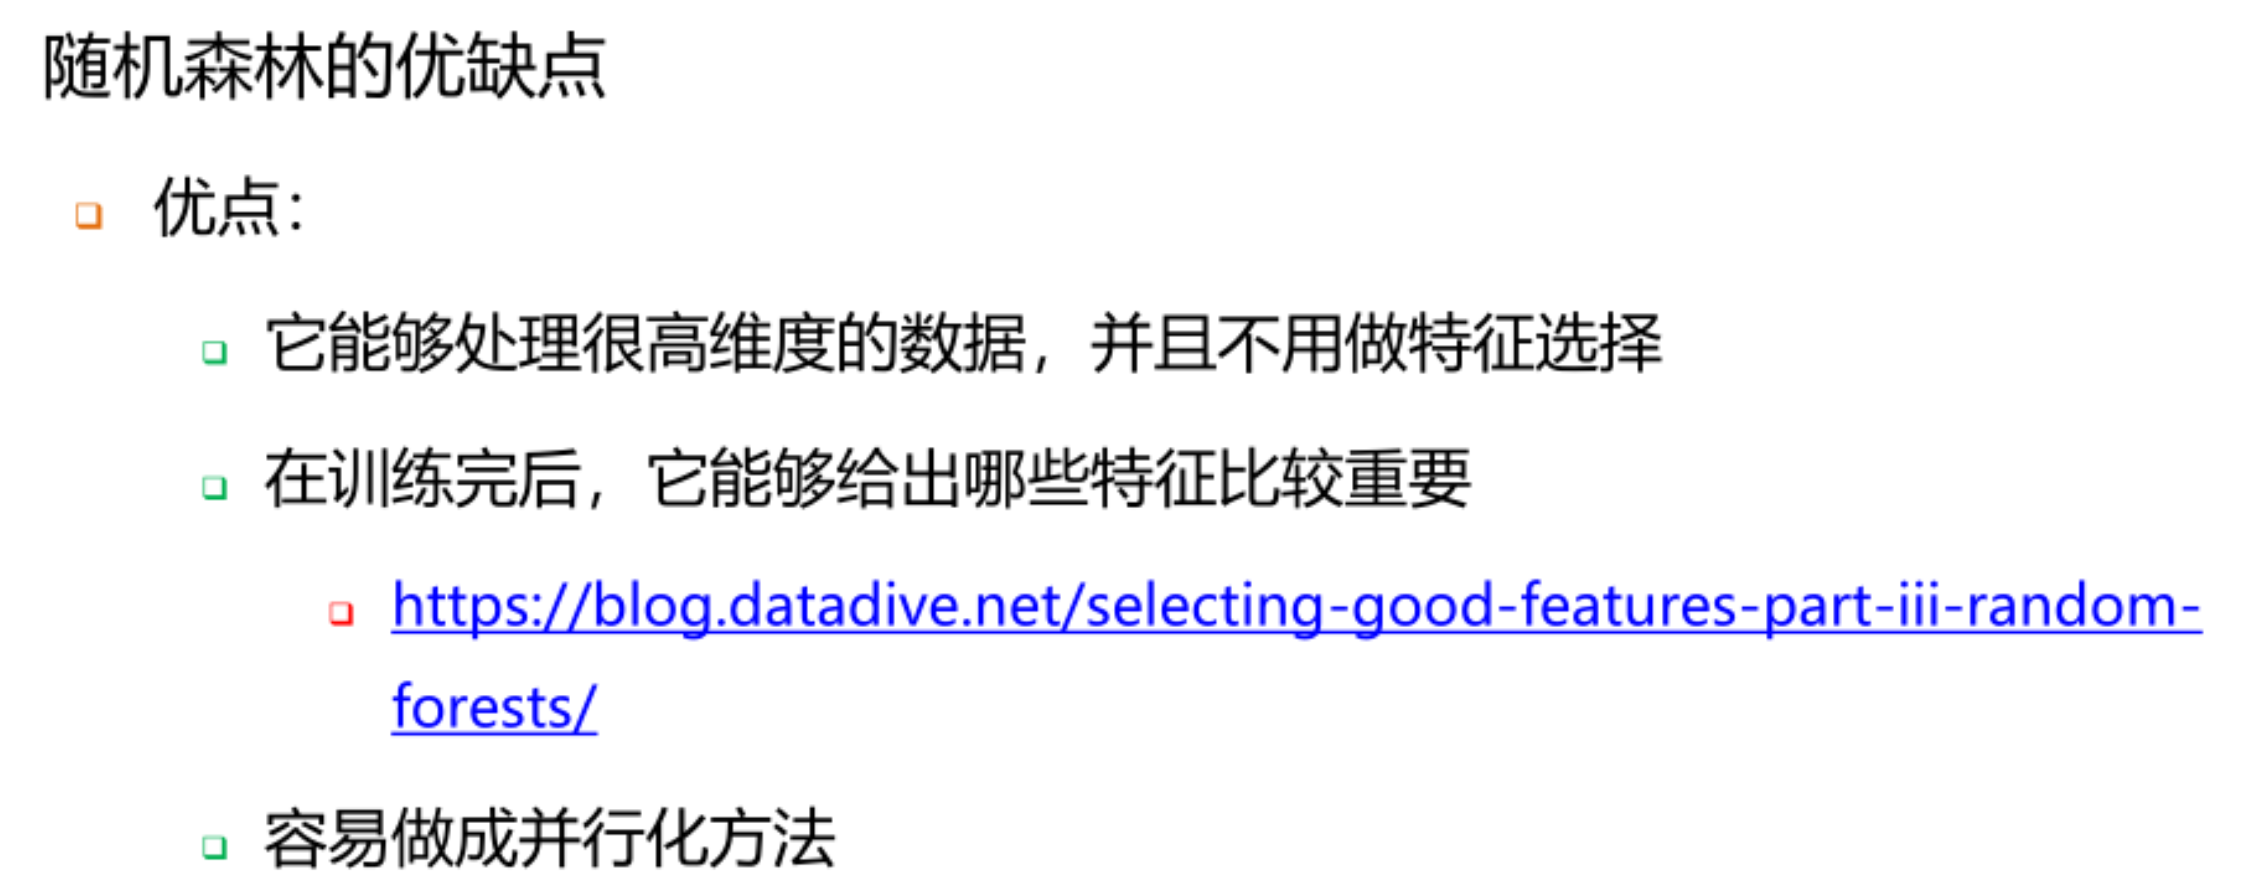 随机森林的优缺点
优点：
它能够处理很高维度的数据，并且不用做特征选择
在训练完后，它能够给出哪些特征比较重要
https://blog.datadive.net/selecting-good-features-part-iii-random-
forests/
容易做成并行化方法